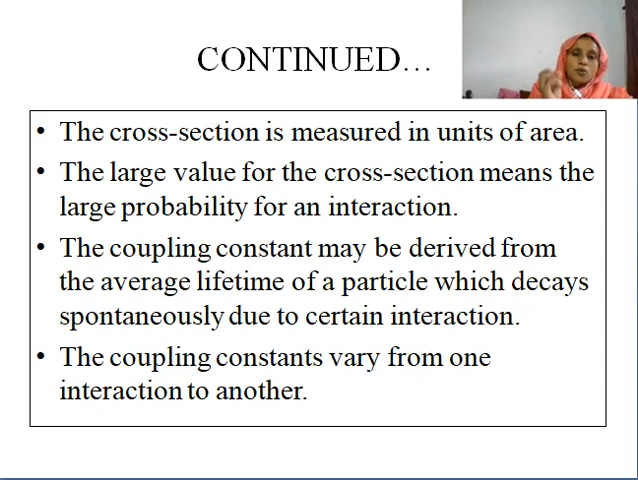 CONTINUED…
• The cross-section is measured in units of area.
• The large value for the cross-section means the
large probability for an interaction.
• The coupling constant may be derived from
the average lifetime of a particle which decays
spontaneously due to certain interaction.
• The coupling constants vary from one
interaction to another.